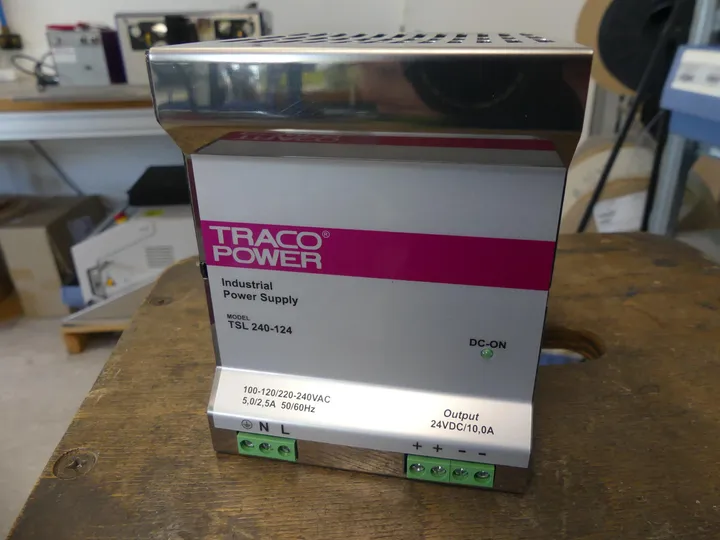 TRACO®
POWER
Industrial
Power Supply
MODEL
TSL 240-124
DC-ON
100-120/220-240VAC
5,0/2,5A 50/60Hz
Output
24VDC/10,0A
N L
+ + - -